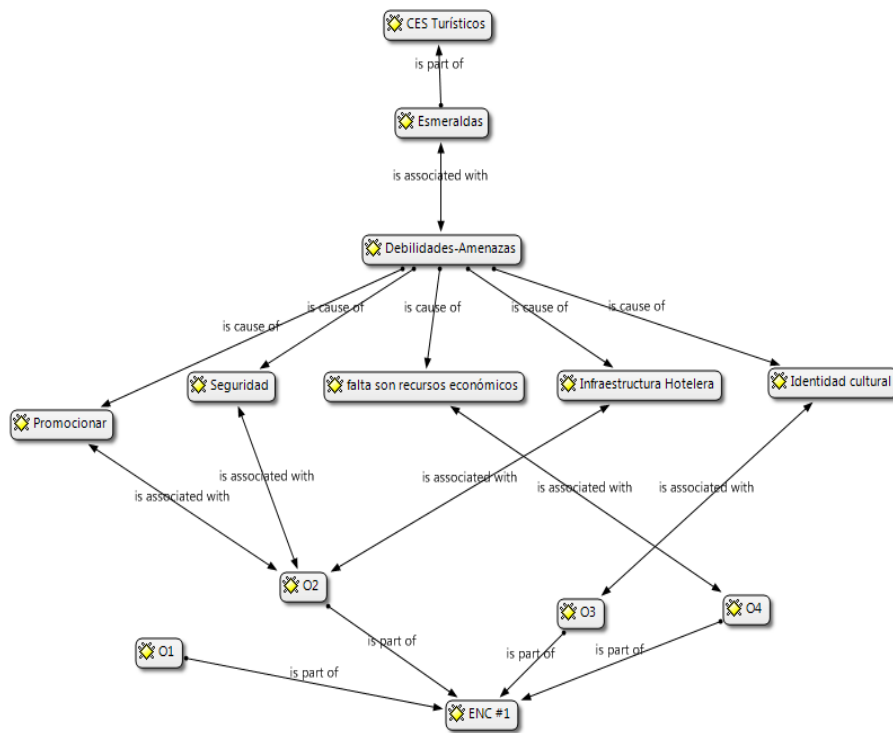 CES Turísticos
is part of
Esmeraldas
is associated with
Debilidades-Amenazas
is cause of
is cause of
is cause of
is cause of
is cause of
Promocionar
Seguridad
falta son recursos económicos
Infraestructura Hotelera
Identidad cultural
is associated with
is associated with
is associated with
is associated with
is associated with
O2
O3
O4
O1
is part of
is part of
is part of
is part of
ENC #1